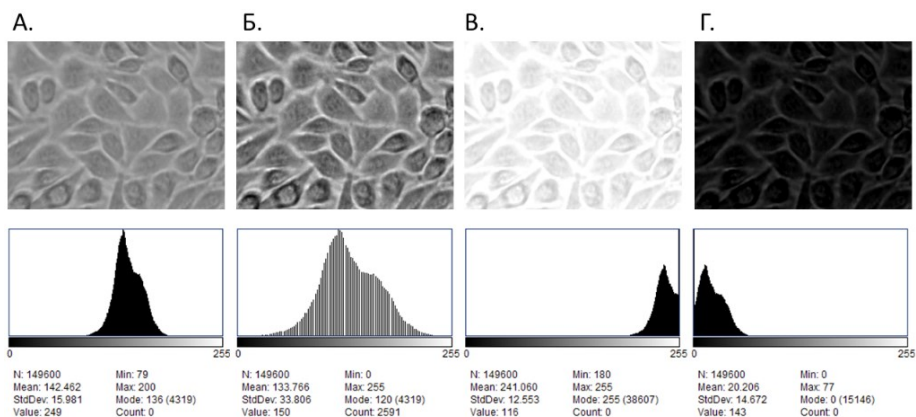 А. Б. В. Г.
0 255 0 255 0 255 0 255
N: 149600 Min: 79 N: 149600 Min: 0 N: 149600 Min: 180 N: 149600 Min: 0
Mean: 142.462 Max: 200 Mean: 133.766 Max: 255 Mean: 241.060 Max: 255 Mean: 20.206 Max: 77
StdDev: 15.981 Mode: 136 (4319) StdDev: 33.806 Mode: 120 (4319) StdDev: 12.553 Mode: 255 (38607) StdDev: 14.672 Mode: 0 (15146)
Value: 249 Count: 0 Value: 150 Count: 2591 Value: 116 Count: 0 Value: 143 Count: 0